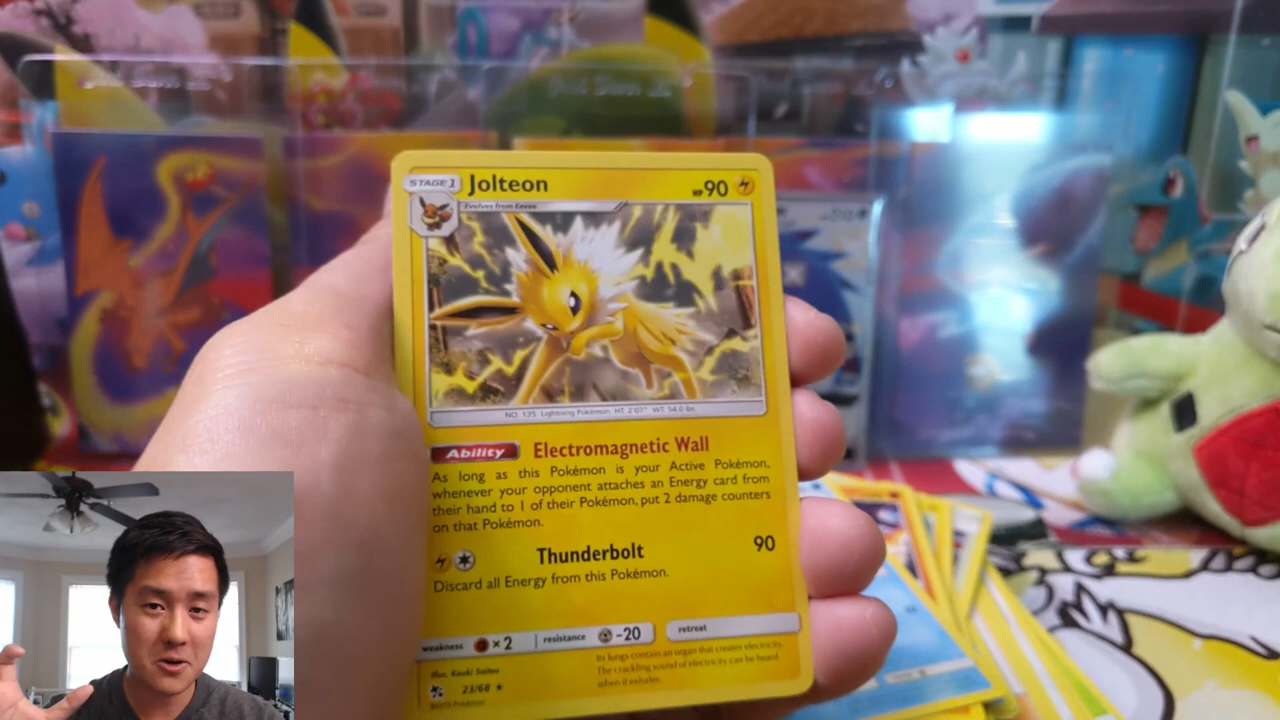 STAGE 1 Jolteon HP 90
Evolves from Eevee
NO. 135 Lightning Pokémon HT 2'07" WT 54.0 lbs.
Ability Electromagnetic Wall
As long as this Pokémon is your Active Pokémon,
whenever your opponent attaches an Energy card from
their hand to 1 of their Pokémon, put 2 damage counters
on that Pokémon.
Thunderbolt 90
Discard all Energy from this Pokémon.
weakness ×2 resistance -20 retreat
Illus. Kouki Saitou
23/68 ★
©2019 Pokémon
Its lungs contain an organ that creates electricity.
The crackling sound of electricity can be heard
when it exhales.